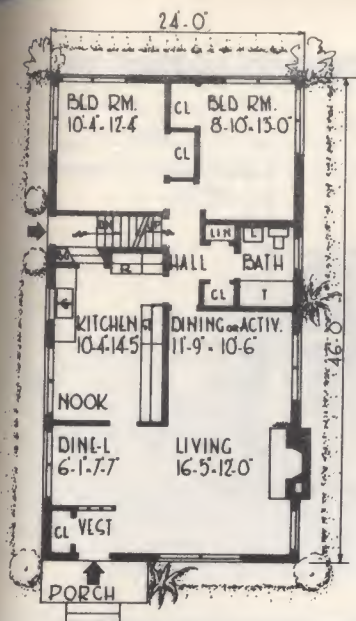 24'-0"
BED RM.
10-4"-12-4"
CL
BED RM.
8-10"-13-0"
CL
DN
UP
LIN
L
HALL
BATH
R
CL
T
KITCHEN
10-4-14-5
DINING OR ACTIV.
11'-9"-10'-6"
46'-0"
NOOK
DINE-L
6'-1"-7'-7"
LIVING
16'-5"-12'-0"
CL
VEST
PORCH